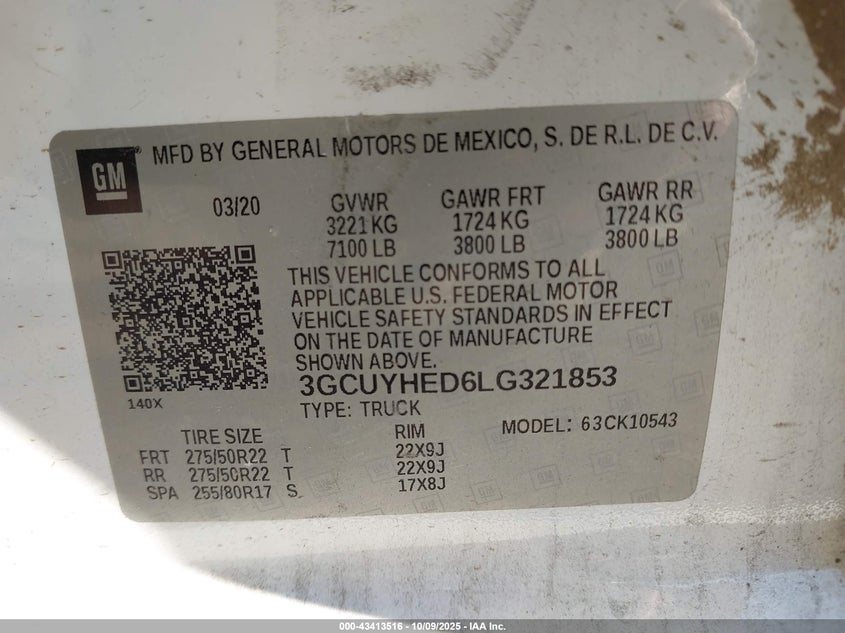 GM
MFD BY GENERAL MOTORS DE MEXICO, S. DE R.L. DE C.V.
03/20 GVWR GAWR FRT GAWR RR
3221 KG 1724 KG 1724 KG
7100 LB 3800 LB 3800 LB
THIS VEHICLE CONFORMS TO ALL
APPLICABLE U.S. FEDERAL MOTOR
VEHICLE SAFETY STANDARDS IN EFFECT
ON THE DATE OF MANUFACTURE
SHOWN ABOVE.
3GCUYHED6LG321853
140X
TYPE: TRUCK
MODEL: 63CK10543
TIRE SIZE RIM
FRT 275/50R22 T 22X9J
RR 275/50R22 T 22X9J
SPA 255/80R17 S 17X8J
000-43413516 - 10/09/2025 - IAA Inc.